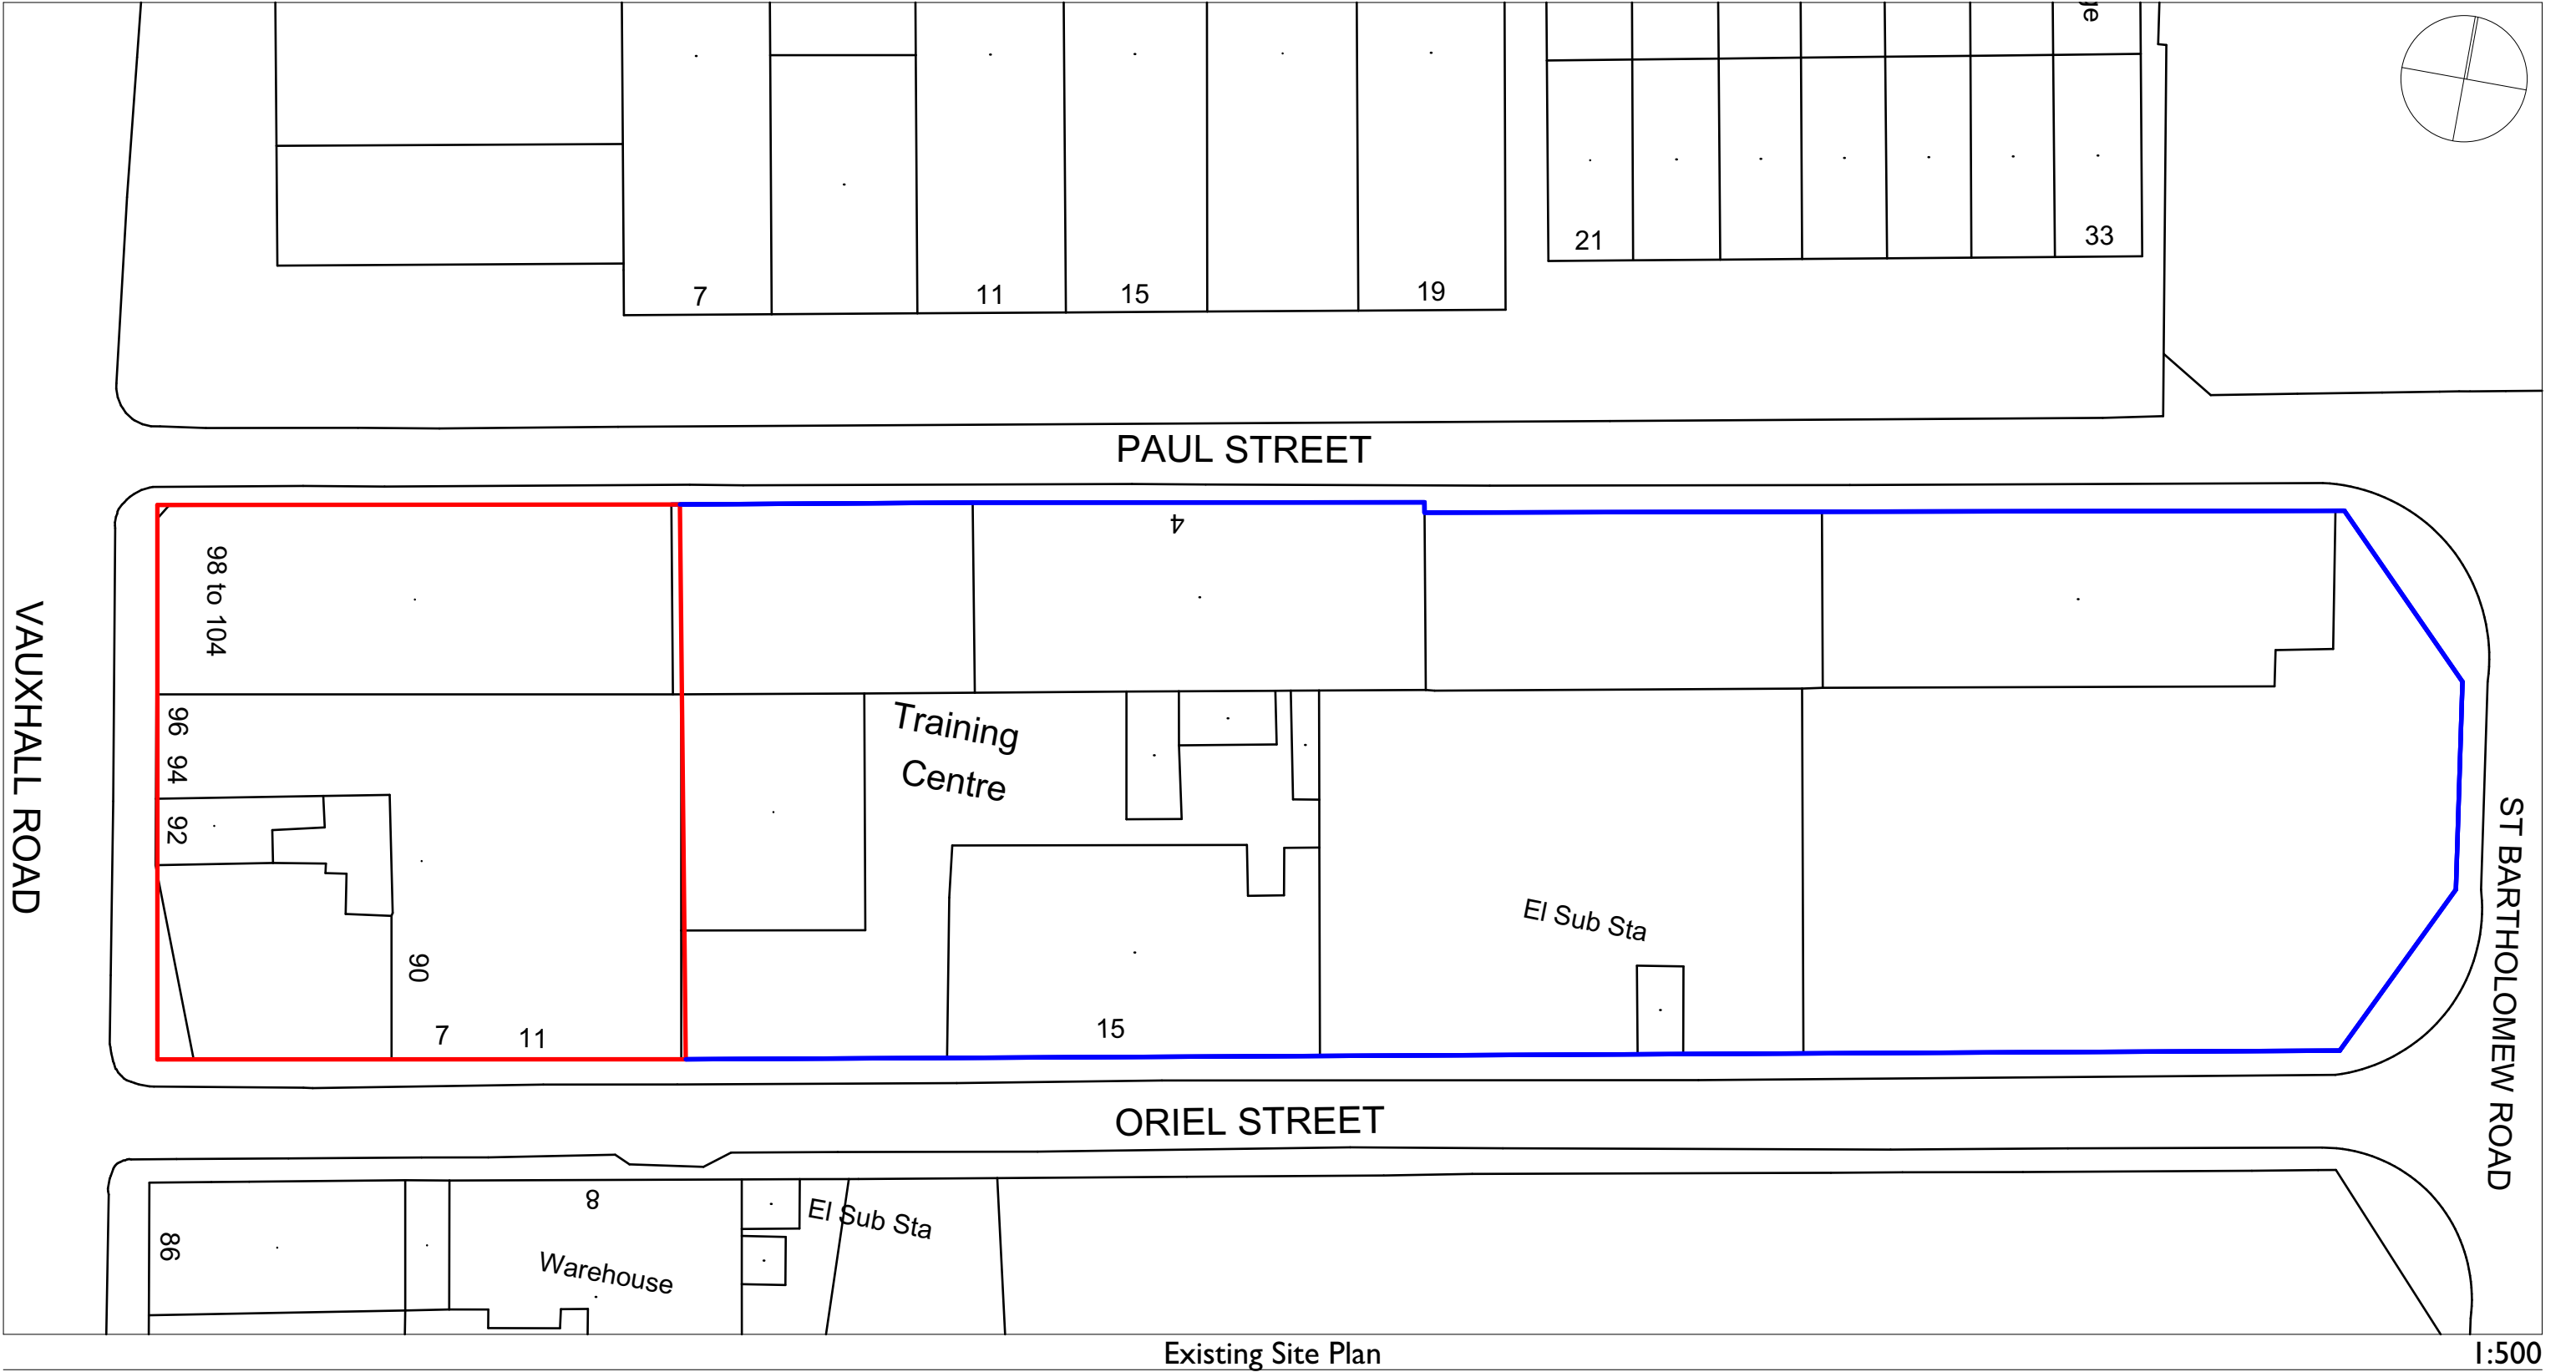 21
33
7
11
15
19
PAUL STREET
4
98 to 104
VAUXHALL ROAD
96
94
92
Training
Centre
El Sub Sta
90
7
11
15
ST BARTHOLOMEW ROAD
ORIEL STREET
8
El Sub Sta
86
Warehouse
Existing Site Plan
1:500